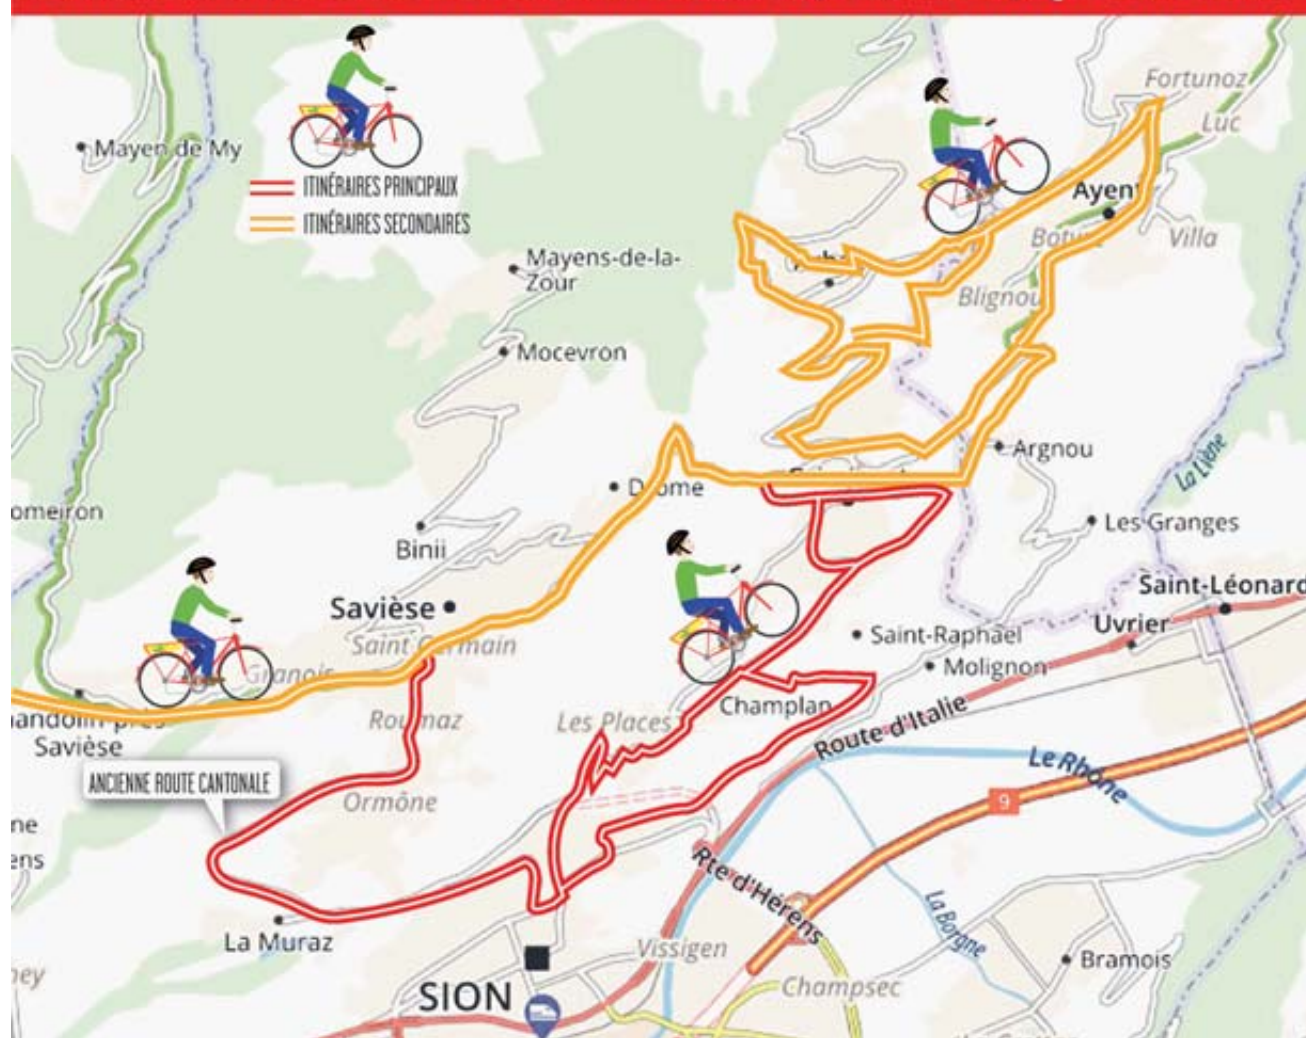 Fortunoz
Luc
Mayen de My
ITINÉRAIRES PRINCIPAUX
Ayent
ITINÉRAIRES SECONDAIRES
Villa
Mayens-de-la-
Zour
Blignou
Mocevron
Argnou
La Liène
omeiron
Les Granges
Binii
Saint-Léonard
Savièse
Uvrier
Saint-Raphaël
Saint Germain
Molignon
Granois
Champlan
Les Places
Roumaz
Route d'Italie
Savièse
Le Rhône
ANCIENNE ROUTE CANTONALE
Ormône
9
ne
ens
Rte d'Hérens
La Borgne
La Muraz
Vissigen
Bramois
ney
Champsec
SION